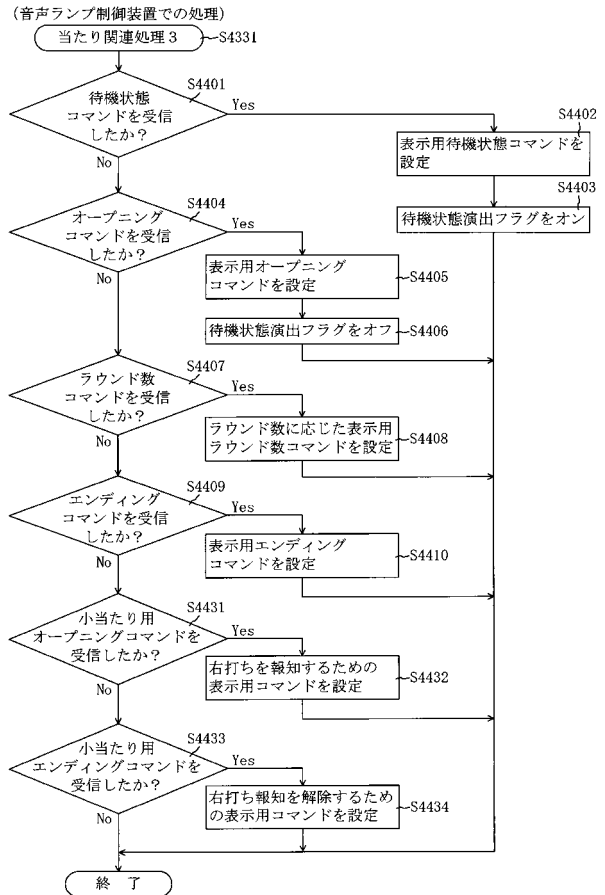 (音声ランプ制御装置での処理)
当たり関連処理3
S4331
S4401
待機状態
コマンドを受信
したか?
Yes
No
S4402
表示用待機状態コマンドを
設定
S4403
待機状態演出フラグをオン
S4404
オープニング
コマンドを受信
したか?
Yes
No
表示用オープニング
コマンドを設定
S4405
待機状態演出フラグをオフ
S4406
S4407
ラウンド数
コマンドを受信
したか?
Yes
No
ラウンド数に応じた表示用
ラウンド数コマンドを設定
S4408
S4409
エンディング
コマンドを受信
したか?
Yes
No
表示用エンディング
コマンドを設定
S4410
S4431
小当たり用
オープニングコマンドを
受信したか?
Yes
No
右打ちを報知するための
表示用コマンドを設定
S4432
S4433
小当たり用
エンディングコマンドを
受信したか?
Yes
No
右打ち報知を解除するため
の表示用コマンドを設定
S4434
終 了